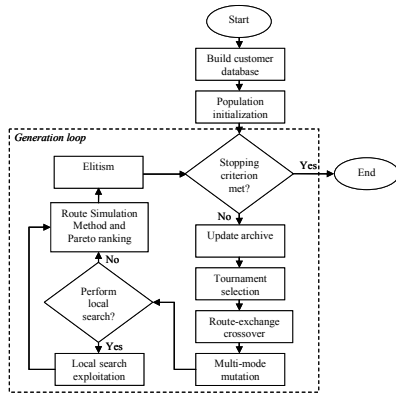 Start
Build customer
database
Population
initialization
Generation loop
Elitism
Stopping
criterion
met?
Yes
End
Route Simulation
Method and
Pareto ranking
No
Update archive
No
Perform
local
search?
Tournament
selection
Route-exchange
crossover
Yes
Local search
exploitation
Multi-mode
mutation